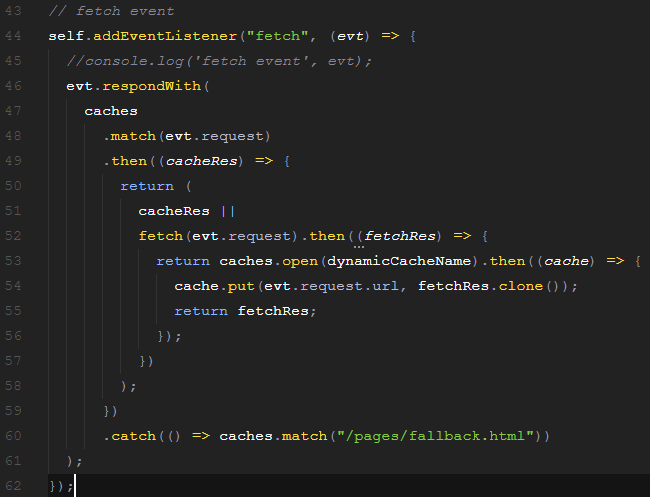 43 // fetch event
44 self.addEventListener("fetch", (evt) => {
45 //console.log('fetch event', evt);
46 evt.respondWith(
47 caches
48 .match(evt.request)
49 .then((cacheRes) => {
50 return (
51 cacheRes ||
52 fetch(evt.request).then((fetchRes) => {
53 return caches.open(dynamicCacheName).then((cache) => {
54 cache.put(evt.request.url, fetchRes.clone());
55 return fetchRes;
56 });
57 })
58 );
59 })
60 .catch(() => caches.match("/pages/fallback.html"))
61 );
62 });